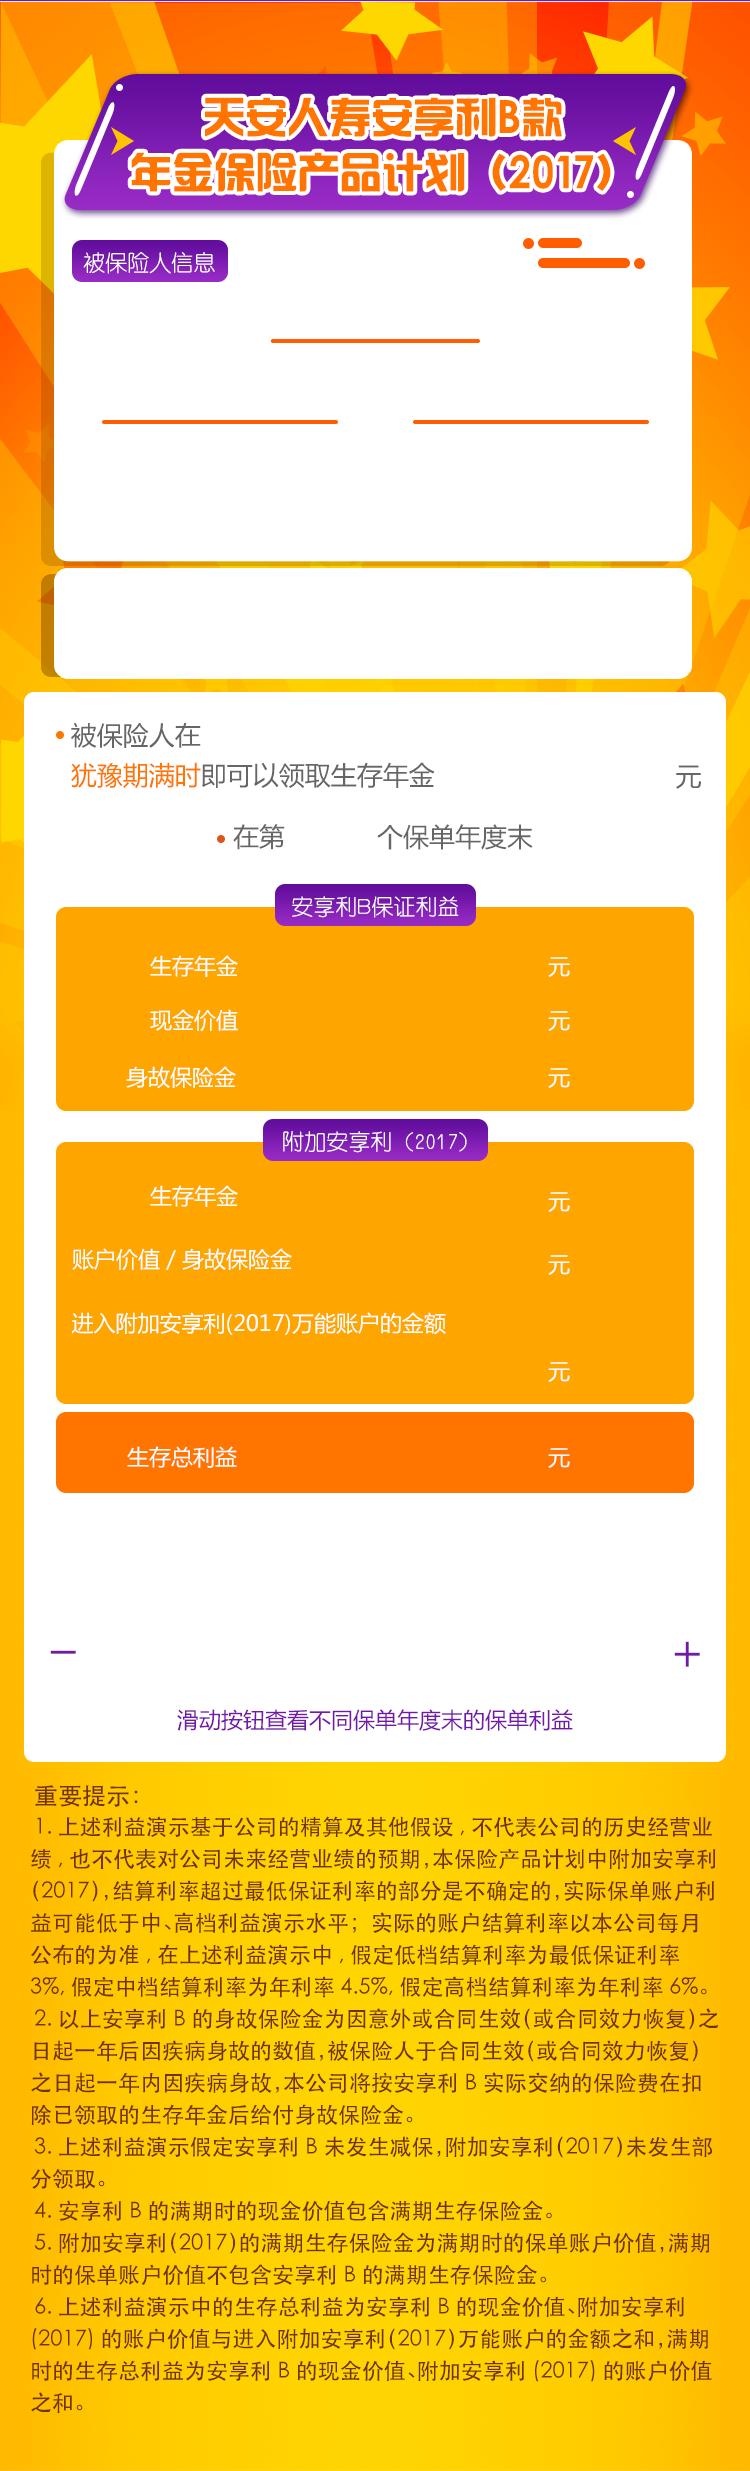 天安人寿安享利B款
年金保险产品计划（2017）
被保险人信息
被保险人在
犹豫期满时即可以领取生存年金 元
在第 个保单年度末
安享利B保证利益
生存年金 元
现金价值 元
身故保险金 元
附加安享利（2017）
生存年金 元
账户价值 / 身故保险金 元
进入附加安享利(2017)万能账户的金额
元
生存总利益 元
滑动按钮查看不同保单年度末的保单利益
重要提示：
1. 上述利益演示基于公司的精算及其他假设，不代表公司的历史经营业
绩，也不代表对公司未来经营业绩的预期，本保险产品计划中附加安享利
(2017)，结算利率超过最低保证利率的部分是不确定的，实际保单账户利
益可能低于中、高档利益演示水平；实际的账户结算利率以本公司每月
公布的为准，在上述利益演示中，假定低档结算利率为最低保证利率
3%, 假定中档结算利率为年利率 4.5%, 假定高档结算利率为年利率 6%。
2. 以上安享利 B 的身故保险金为因意外或合同生效(或合同效力恢复)之
日起一年后因疾病身故的数值，被保险人于合同生效(或合同效力恢复)
之日起一年内因疾病身故，本公司将按安享利 B 实际交纳的保险费在扣
除已领取的生存年金后给付身故保险金。
3. 上述利益演示假定安享利 B 未发生减保，附加安享利(2017)未发生部
分领取。
4. 安享利 B 的满期时的现金价值包含满期生存保险金。
5. 附加安享利(2017)的满期生存保险金为满期时的保单账户价值，满期
时的保单账户价值不包含安享利 B 的满期生存保险金。
6. 上述利益演示中的生存总利益为安享利 B 的现金价值、附加安享利
(2017) 的账户价值与进入附加安享利(2017)万能账户的金额之和，满期
时的生存总利益为安享利 B 的现金价值、附加安享利 (2017) 的账户价值
之和。